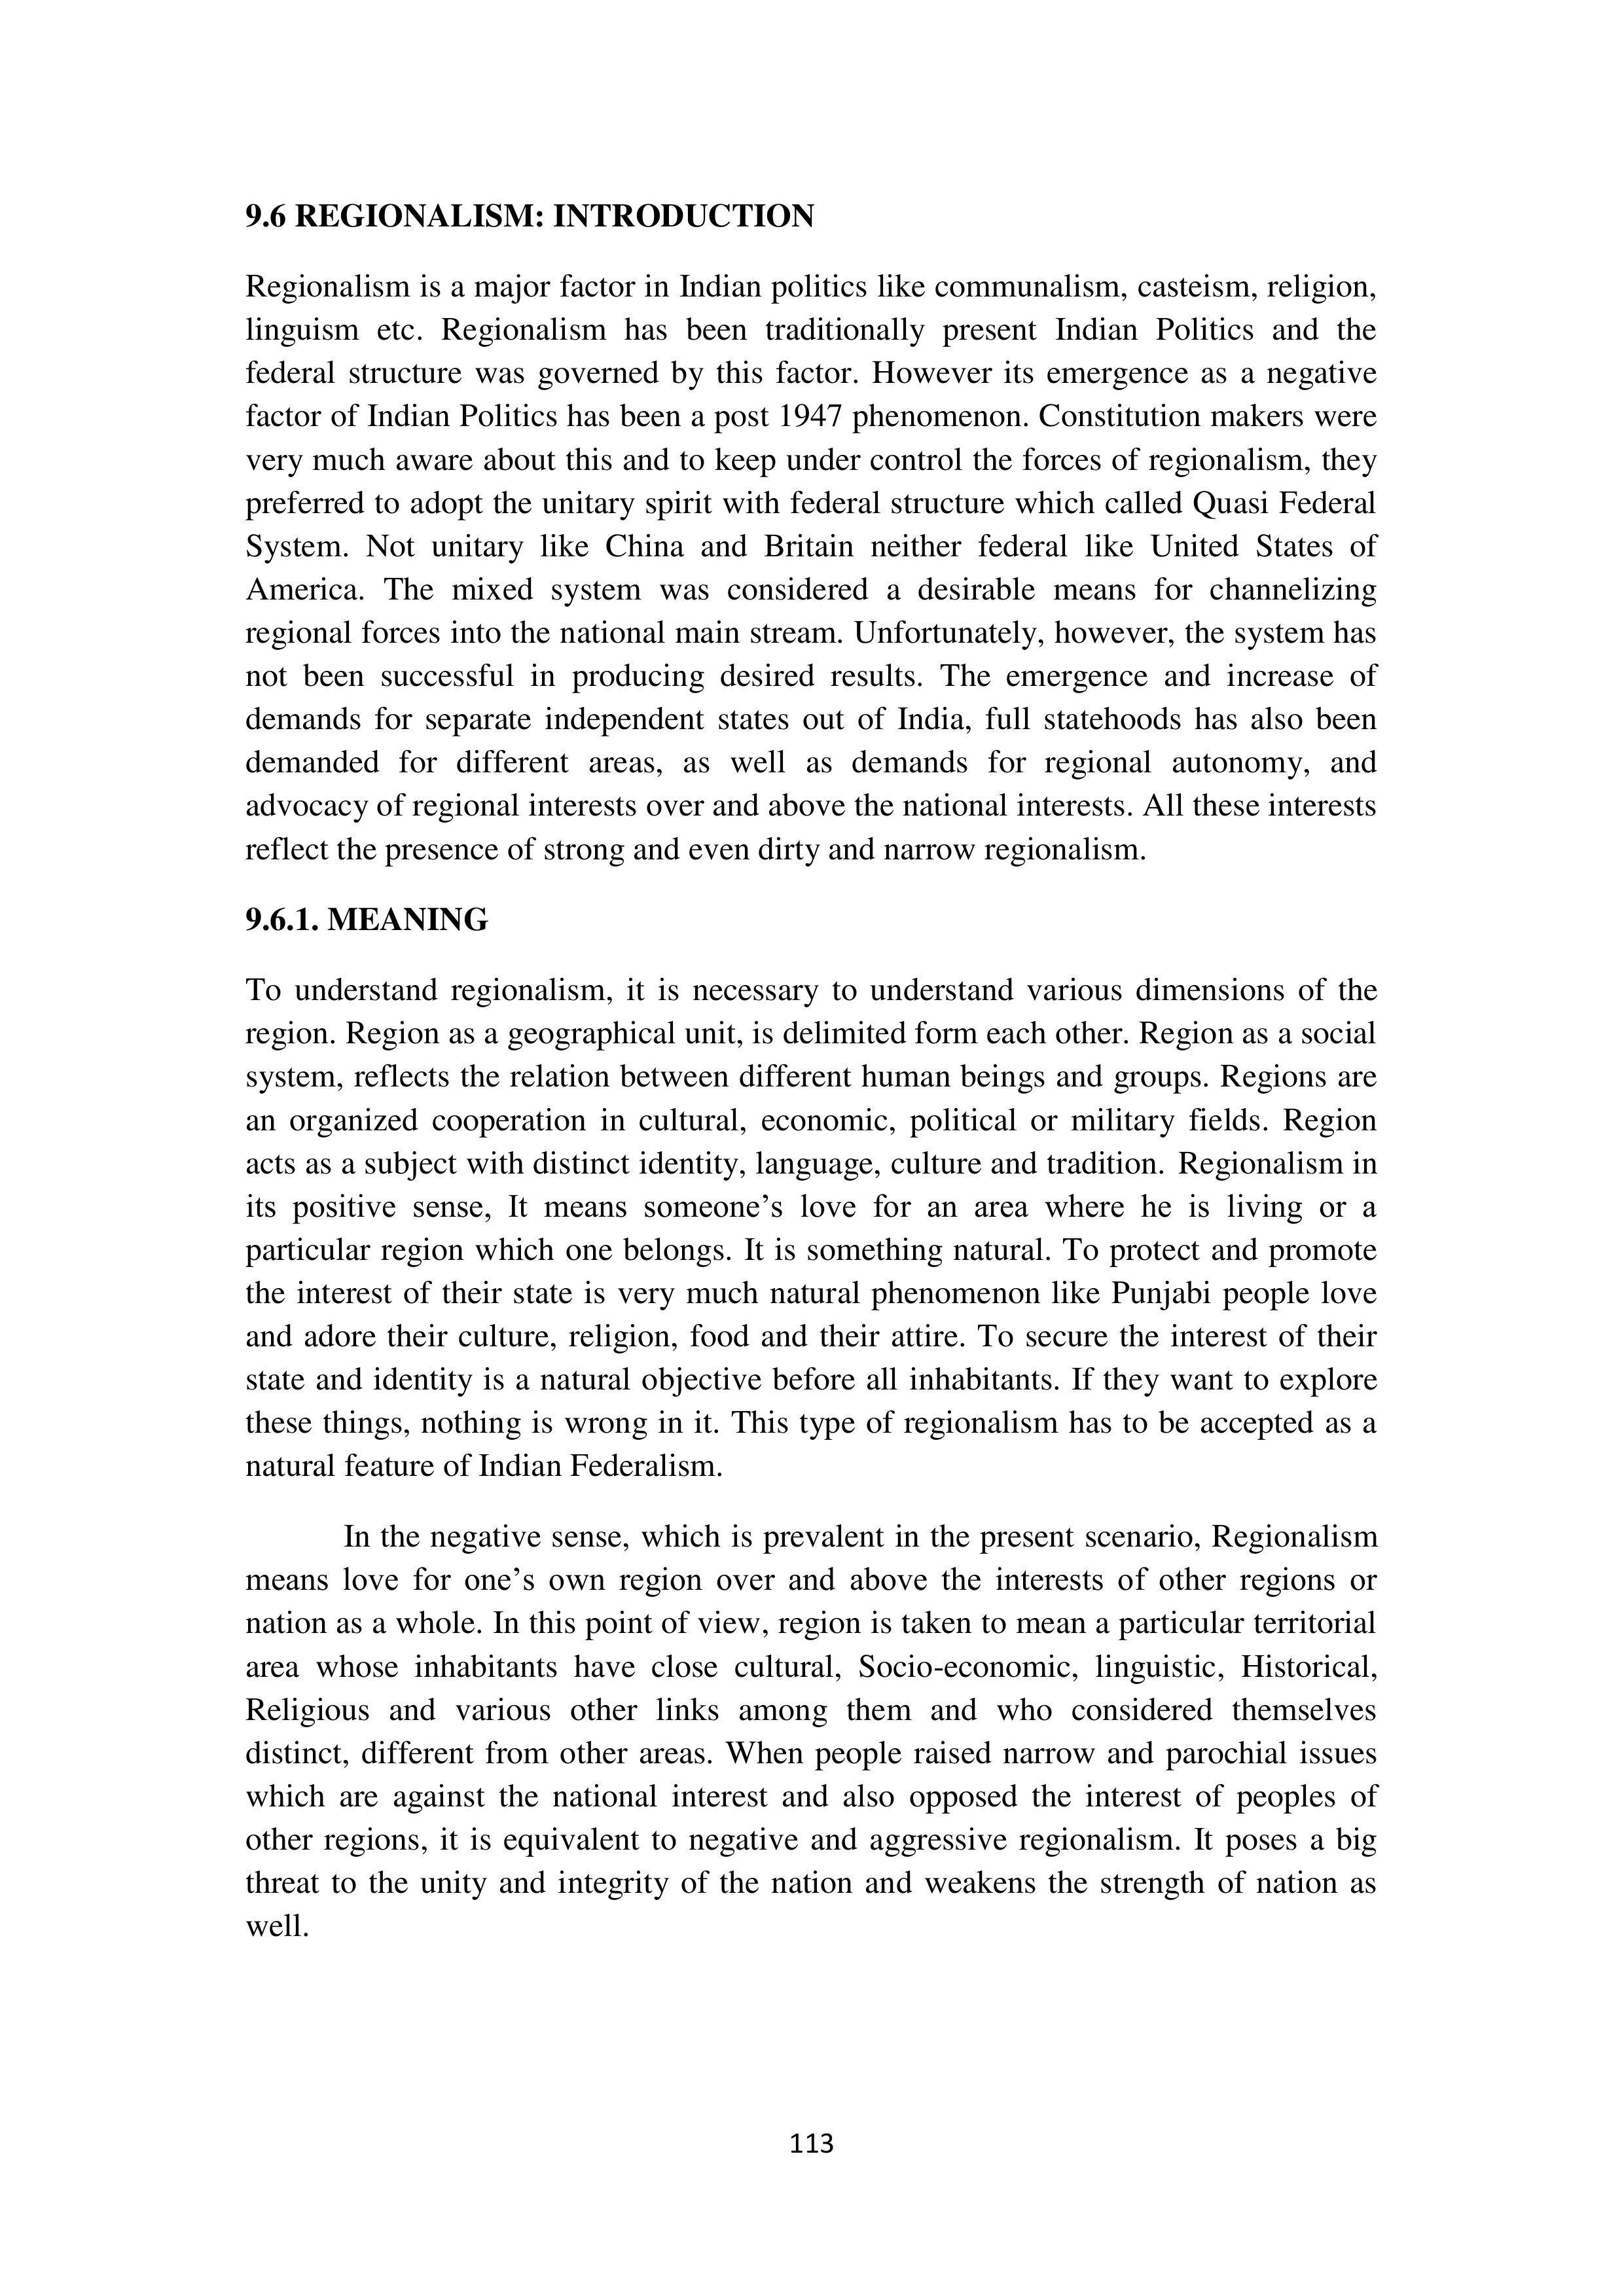 9.6 REGIONALISM: INTRODUCTION
Regionalism is a major factor in Indian politics like communalism, casteism, religion,
linguism etc. Regionalism has been traditionally present Indian Politics and the
federal structure was governed by this factor. However its emergence as a negative
factor of Indian Politics has been a post 1947 phenomenon. Constitution makers were
very much aware about this and to keep under control the forces of regionalism, they
preferred to adopt the unitary spirit with federal structure which called Quasi Federal
System. Not unitary like China and Britain neither federal like United States of
America. The mixed system was considered a desirable means for channelizing
regional forces into the national main stream. Unfortunately, however, the system has
not been successful in producing desired results. The emergence and increase of
demands for separate independent states out of India, full statehoods has also been
demanded for different areas, as well as demands for regional autonomy, and
advocacy of regional interests over and above the national interests. All these interests
reflect the presence of strong and even dirty and narrow regionalism.
9.6.1. MEANING
To understand regionalism, it is necessary to understand various dimensions of the
region. Region as a geographical unit, is delimited form each other. Region as a social
system, reflects the relation between different human beings and groups. Regions are
an organized cooperation in cultural, economic, political or military fields. Region
acts as a subject with distinct identity, language, culture and tradition. Regionalism in
its positive sense, It means someone’s love for an area where he is living or a
particular region which one belongs. It is something natural. To protect and promote
the interest of their state is very much natural phenomenon like Punjabi people love
and adore their culture, religion, food and their attire. To secure the interest of their
state and identity is a natural objective before all inhabitants. If they want to explore
these things, nothing is wrong in it. This type of regionalism has to be accepted as a
natural feature of Indian Federalism.
In the negative sense, which is prevalent in the present scenario, Regionalism
means love for one’s own region over and above the interests of other regions or
nation as a whole. In this point of view, region is taken to mean a particular territorial
area whose inhabitants have close cultural, Socio-economic, linguistic, Historical,
Religious and various other links among them and who considered themselves
distinct, different from other areas. When people raised narrow and parochial issues
which are against the national interest and also opposed the interest of peoples of
other regions, it is equivalent to negative and aggressive regionalism. It poses a big
threat to the unity and integrity of the nation and weakens the strength of nation as
well.
113